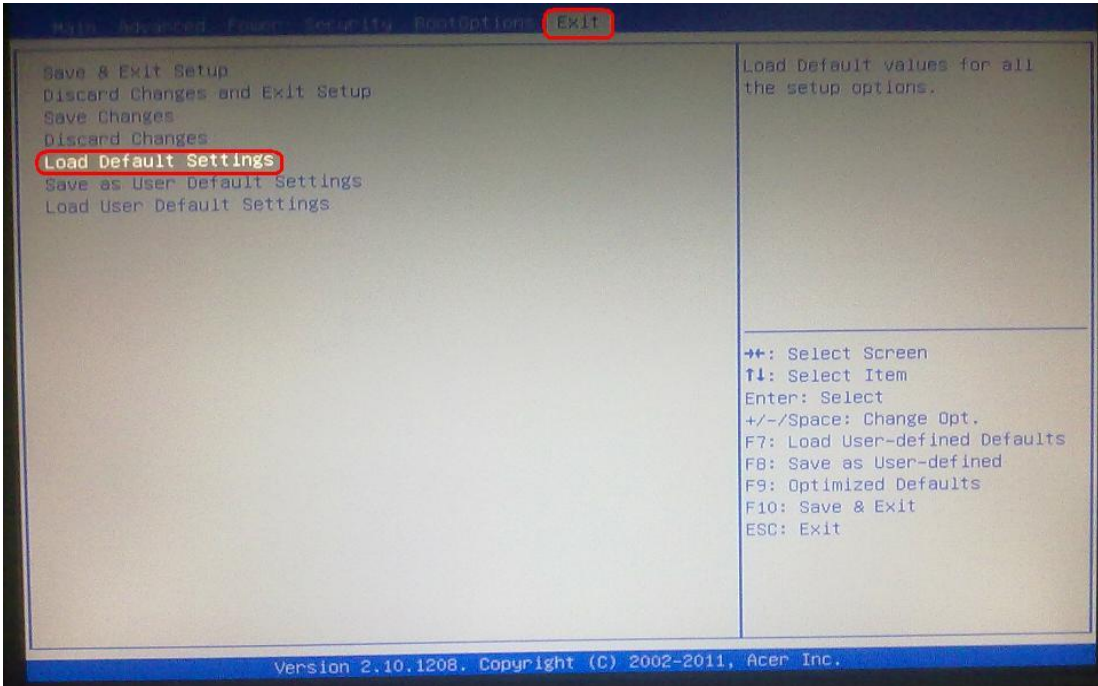 Main Advanced Power Security BootOptions Exit
Save & Exit Setup
Discard Changes and Exit Setup
Save Changes
Discard Changes
Load Default Settings
Save as User Default Settings
Load User Default Settings
Load Default values for all
the setup options.
→←: Select Screen
↑↓: Select Item
Enter: Select
+/-/Space: Change Opt.
F7: Load User-defined Defaults
F8: Save as User-defined
F9: Optimized Defaults
F10: Save & Exit
ESC: Exit
Version 2.10.1208. Copyright (C) 2002-2011, Acer Inc.